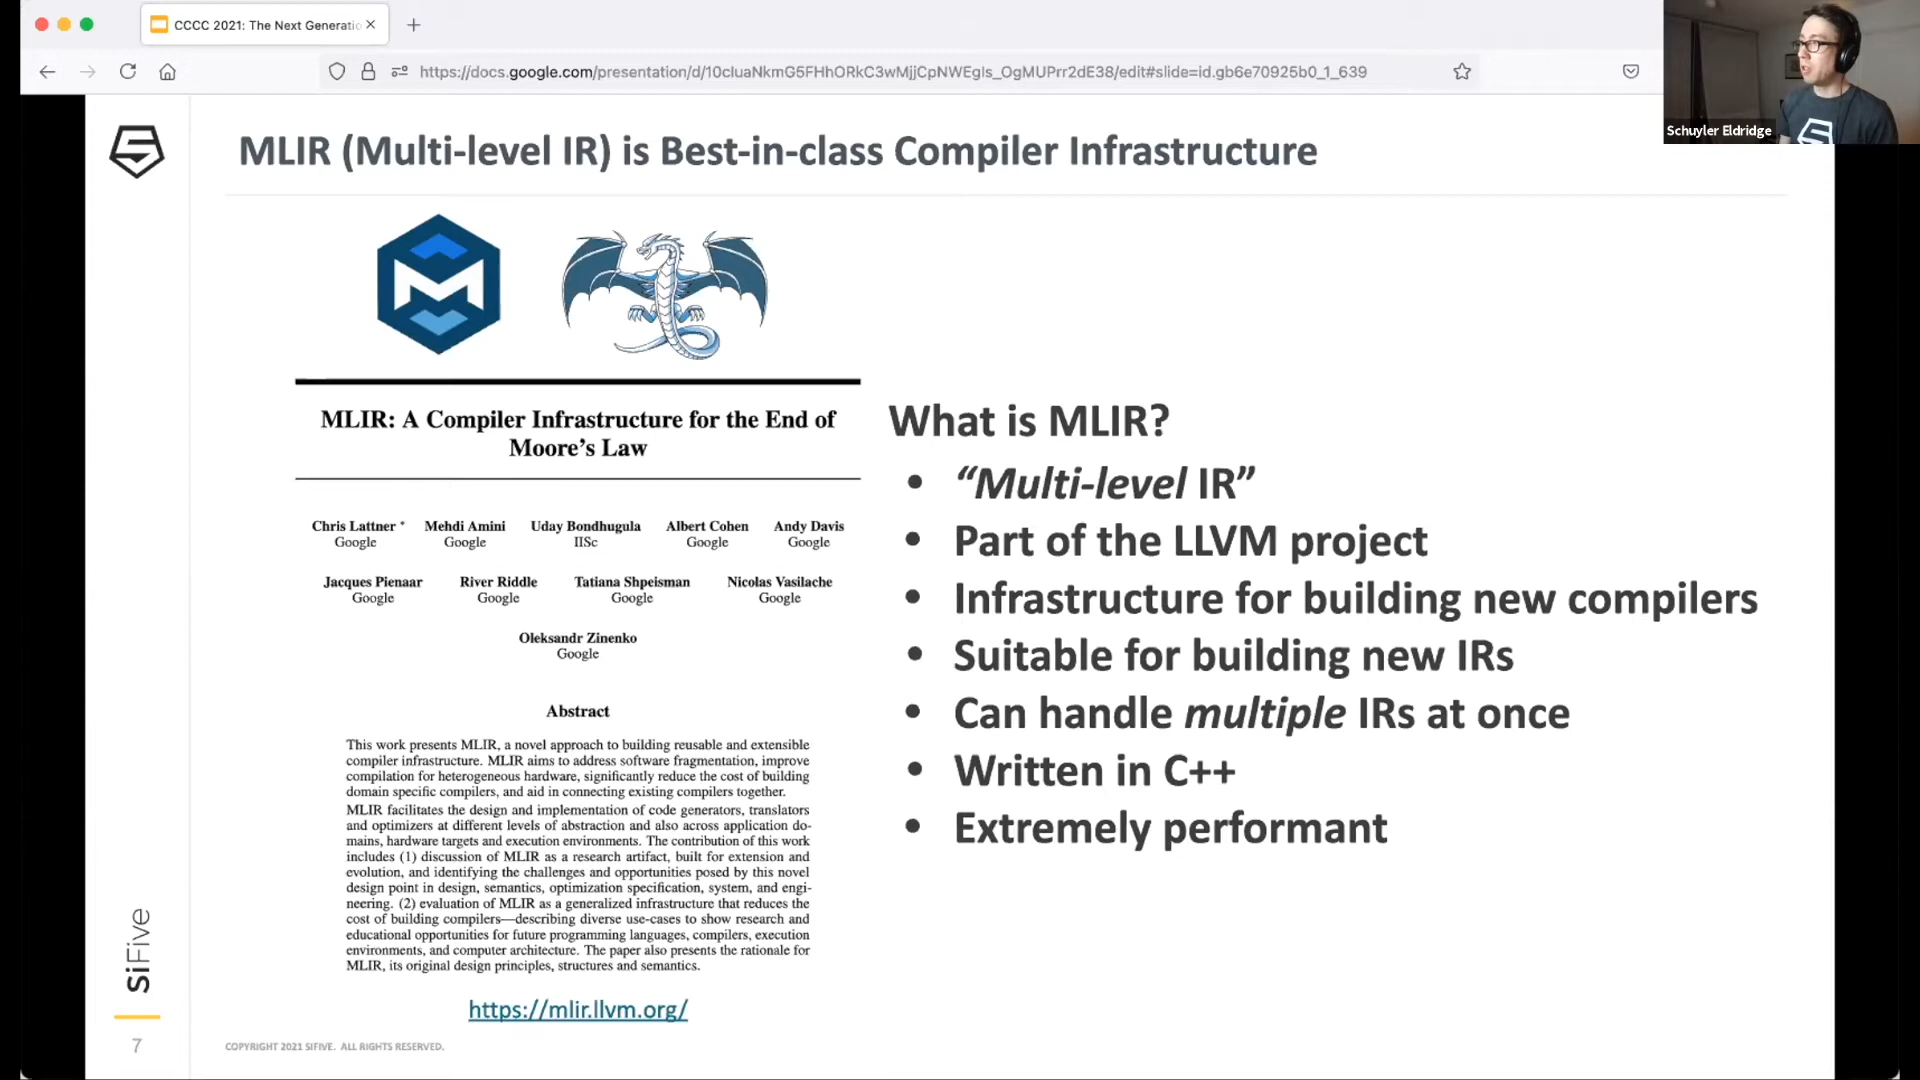 CCCC 2021: The Next Generatio
https://docs.google.com/presentation/d/10cIuaNkmG5FHhORkC3wMjjCpNWEgIs_OgMUPrr2dE38/edit#slide=id.gb6e70925b0_1_639
Schuyler Eldridge
MLIR (Multi-level IR) is Best-in-class Compiler Infrastructure
MLIR: A Compiler Infrastructure for the End of
Moore's Law
Chris Lattner * Mehdi Amini Uday Bondhugula Albert Cohen Andy Davis
Google Google IISc Google Google
Jacques Pienaar River Riddle Tatiana Shpeisman Nicolas Vasilache
Google Google Google Google
Oleksandr Zinenko
Google
Abstract
This work presents MLIR, a novel approach to building reusable and extensible
compiler infrastructure. MLIR aims to address software fragmentation, improve
compilation for heterogeneous hardware, significantly reduce the cost of building
domain specific compilers, and aid in connecting existing compilers together.
MLIR facilitates the design and implementation of code generators, translators
and optimizers at different levels of abstraction and also across application do-
mains, hardware targets and execution environments. The contribution of this work
includes (1) discussion of MLIR as a research artifact, built for extension and
evolution, and identifying the challenges and opportunities posed by this novel
design point in design, semantics, optimization specification, system, and engi-
neering. (2) evaluation of MLIR as a generalized infrastructure that reduces the
cost of building compilers—describing diverse use-cases to show research and
educational opportunities for future programming languages, compilers, execution
environments, and computer architecture. The paper also presents the rationale for
MLIR, its original design principles, structures and semantics.
https://mlir.llvm.org/
What is MLIR?
• "Multi-level IR"
• Part of the LLVM project
• Infrastructure for building new compilers
• Suitable for building new IRs
• Can handle multiple IRs at once
• Written in C++
• Extremely performant
SiFive
7
COPYRIGHT 2021 SIFIVE. ALL RIGHTS RESERVED.